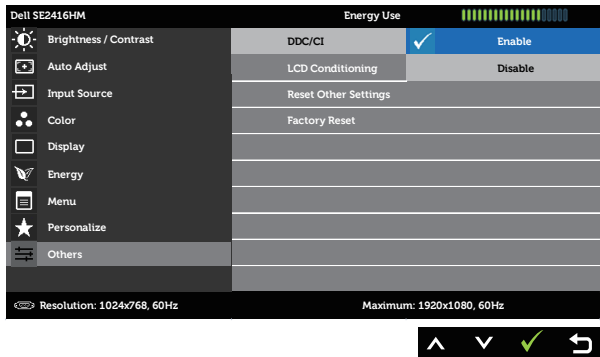 Dell SE2416HM Energy Use
Brightness / Contrast DDC/CI Enable
Auto Adjust LCD Conditioning Disable
Input Source Reset Other Settings
Color Factory Reset
Display
Energy
Menu
Personalize
Others
Resolution: 1024x768, 60Hz Maximum: 1920x1080, 60Hz